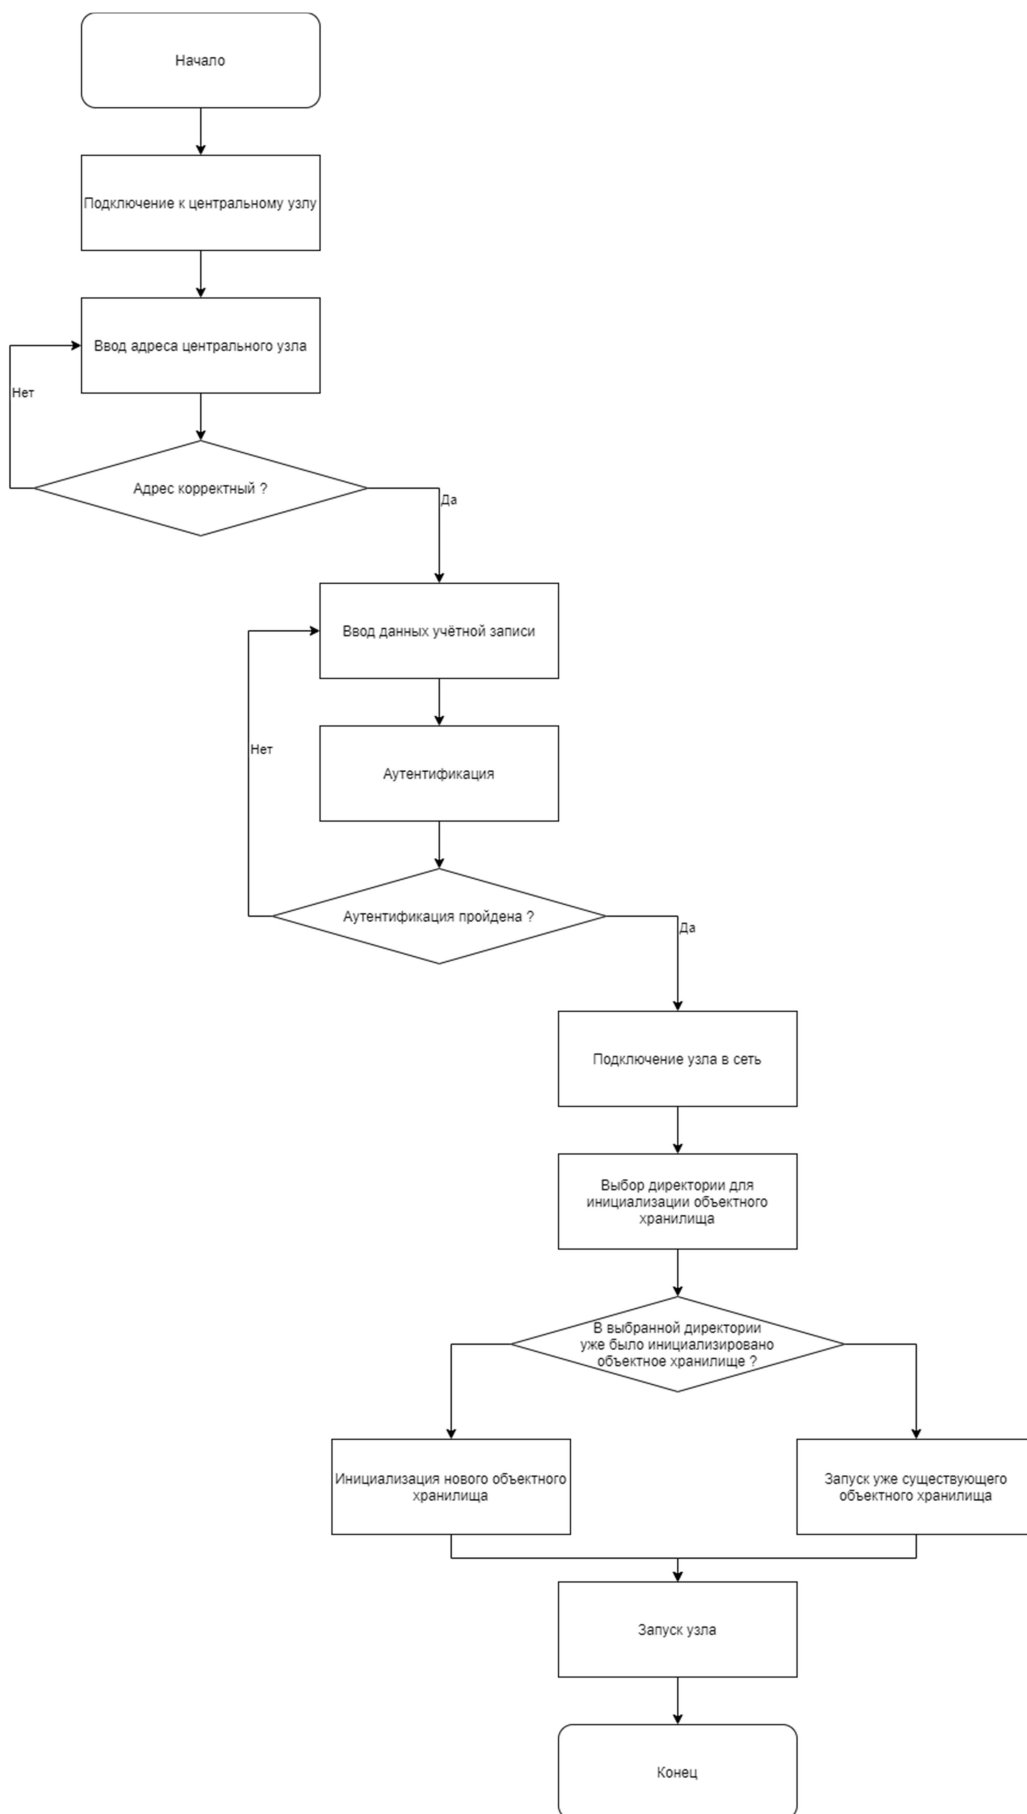 Начало
Подключение к центральному узлу
Ввод адреса центрального узла
Нет
Адрес корректный ?
Да
Ввод данных учётной записи
Нет
Аутентификация
Аутентификация пройдена ?
Да
Подключение узла в сеть
Выбор директории для
инициализации объектного
хранилища
В выбранной директории
уже было инициализировано
объектное хранилище ?
Инициализация нового объектного
хранилища
Запуск уже существующего
объектного хранилища
Запуск узла
Конец